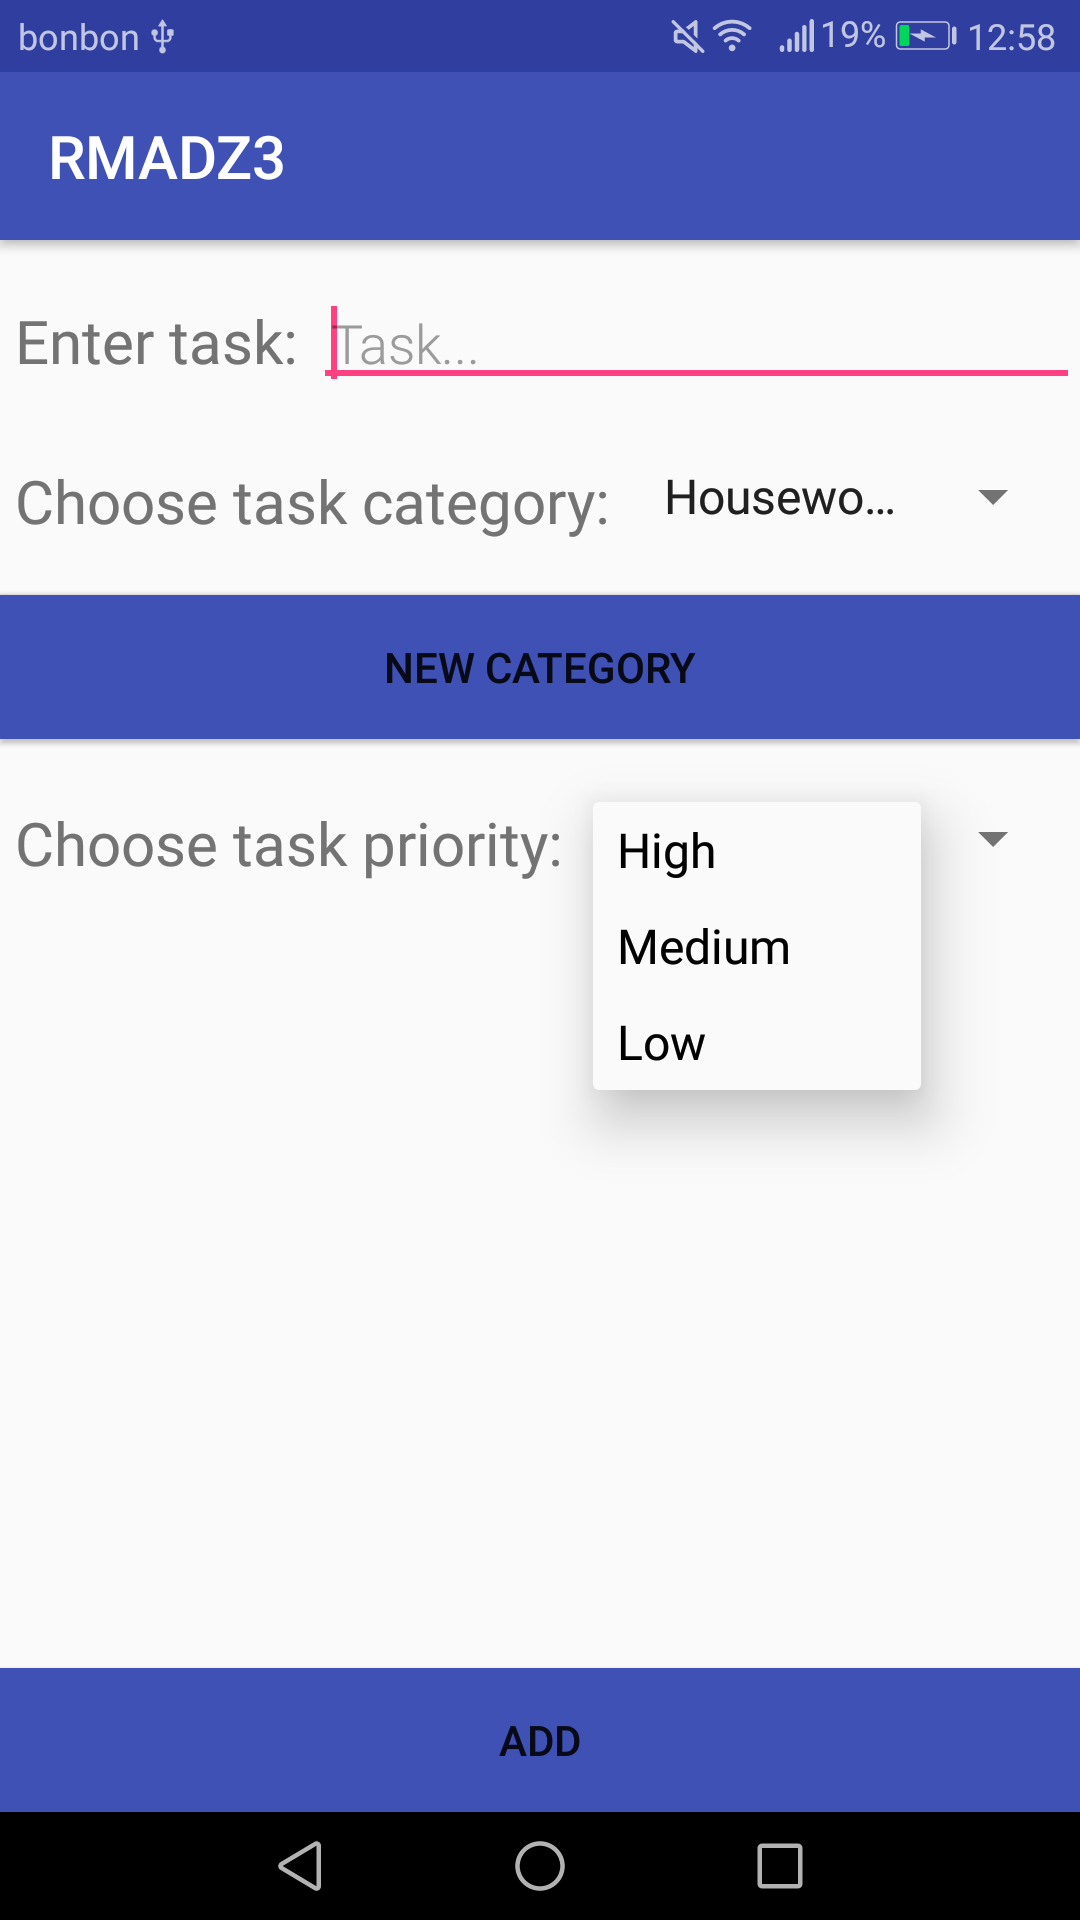 bonbon 19% 12:58
RMADZ3
Enter task: Task...
Choose task category: Housewo...
NEW CATEGORY
Choose task priority: High
Medium
Low
ADD